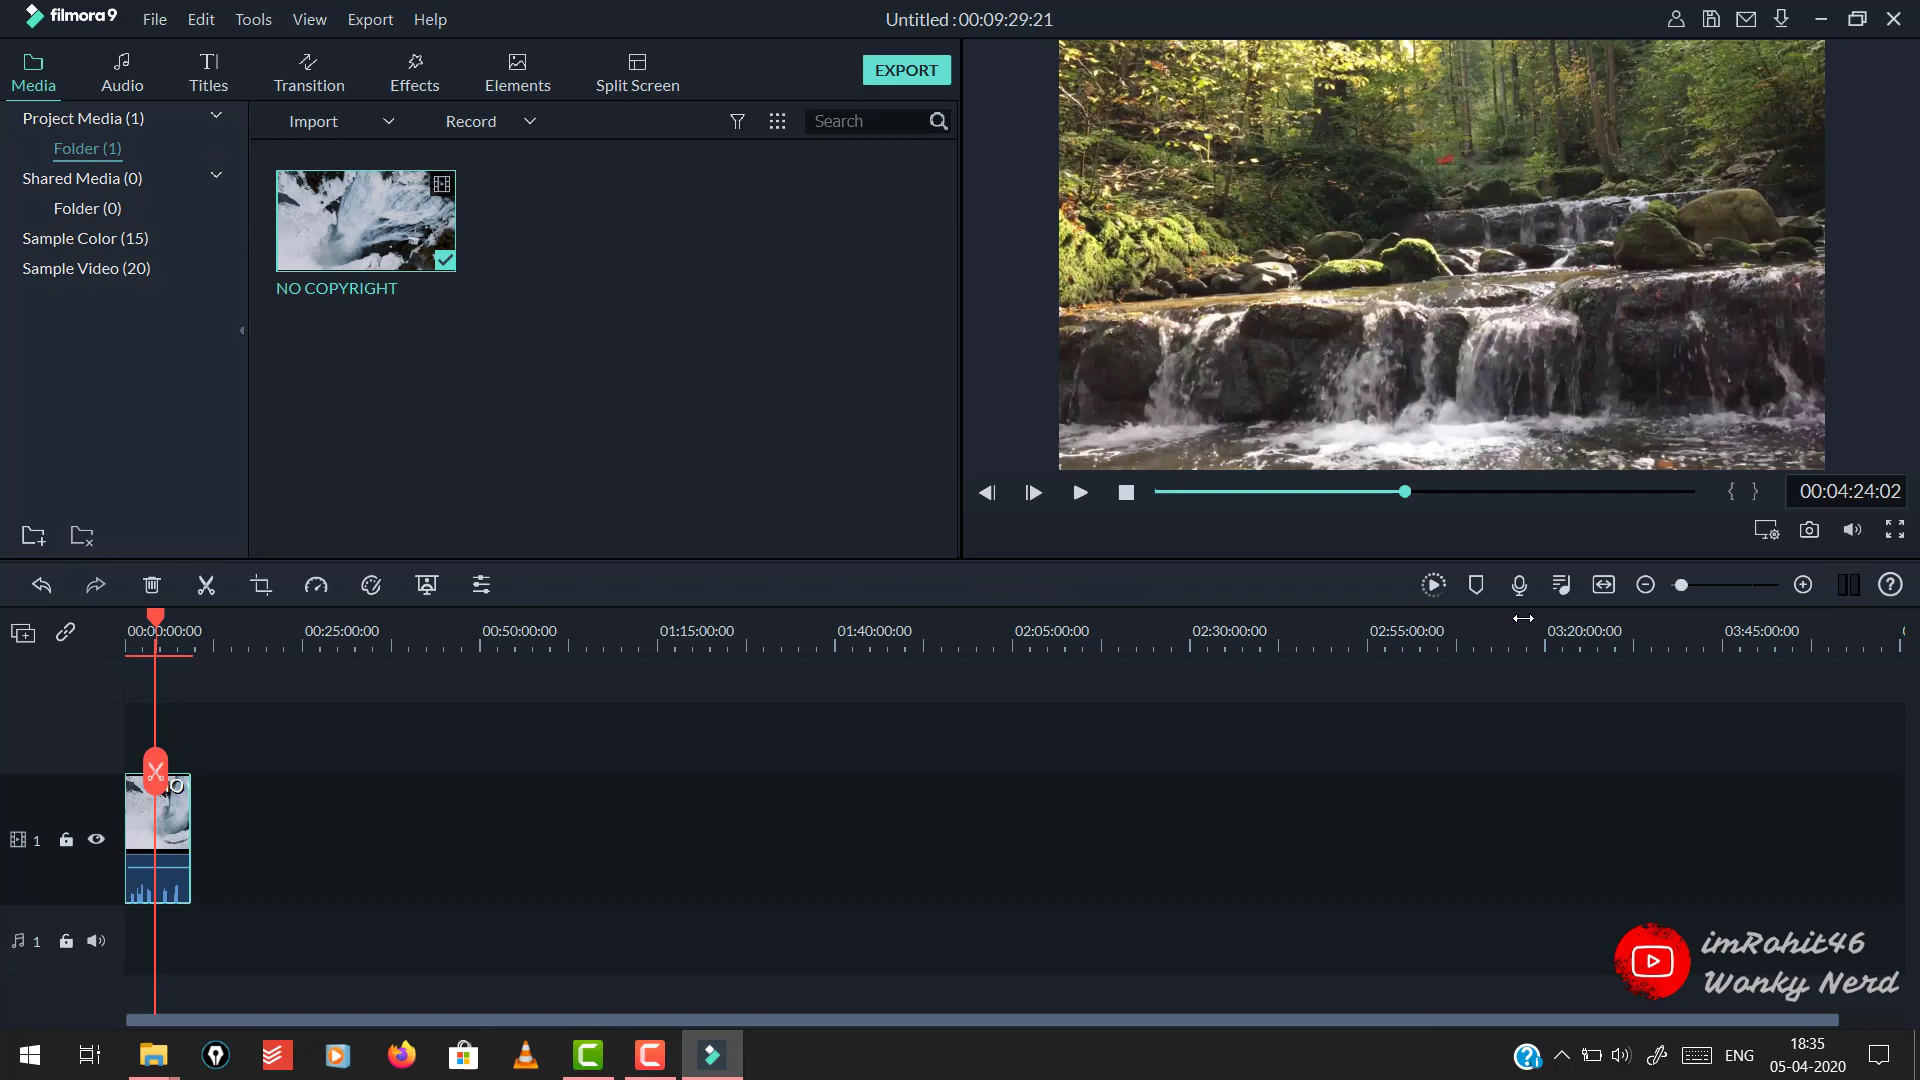 filmora9 File Edit Tools View Export Help Untitled : 00:09:29:21
Media Audio Titles Transition Effects Elements Split Screen EXPORT
Project Media (1)
Folder (1)
Shared Media (0)
Folder (0)
Sample Color (15)
Sample Video (20)
Import Record Search
NO COPYRIGHT
00:04:24:02
00:00:00:00 00:25:00:00 00:50:00:00 01:15:00:00 01:40:00:00 02:05:00:00 02:30:00:00 02:55:00:00 03:20:00:00 03:45:00:00
1
1
imRohit46
Wonky Nerd
ENG
18:35
05-04-2020